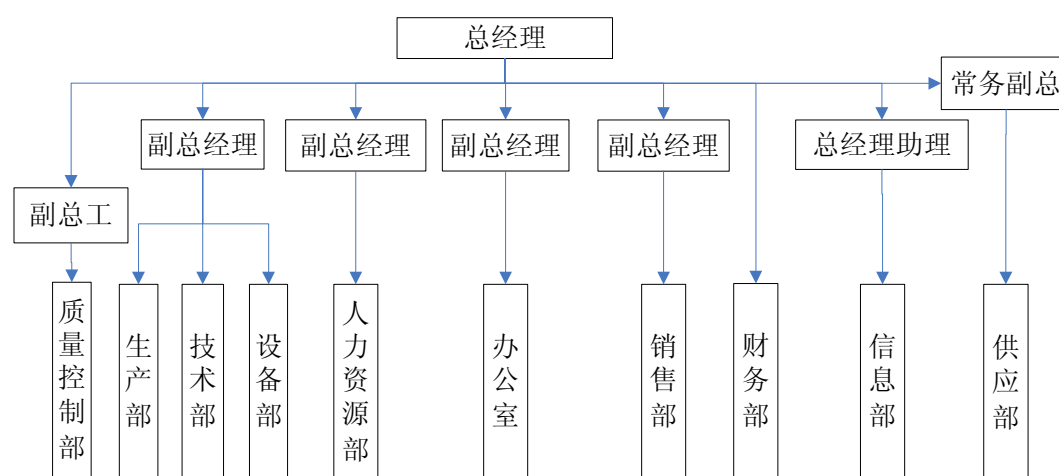 总经理
常务副总
副总经理
副总经理
副总经理
副总经理
总经理助理
副总工
质量控制部
生产部
技术部
设备部
人力资源部
办公室
销售部
财务部
信息部
供应部